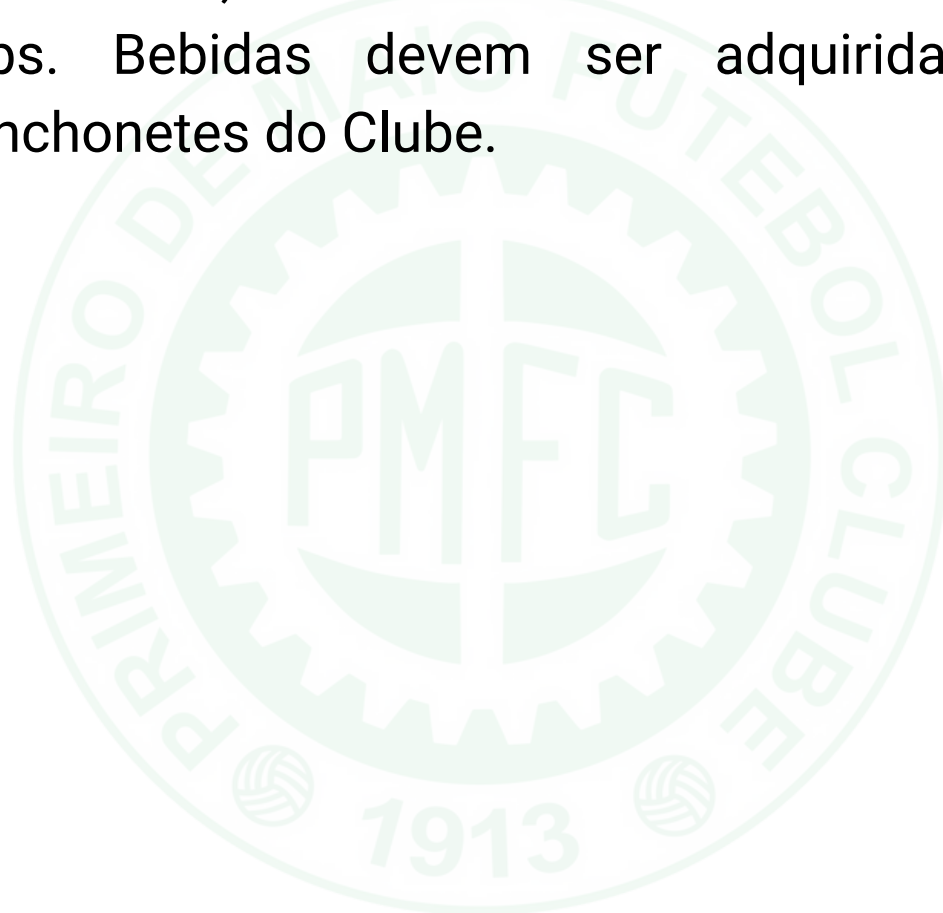 os. Bebidas devem ser adquirida
nchonetes do Clube.
PRIMEIRO DE MAIO FUTEBOL CLUBE
PMFC
1913